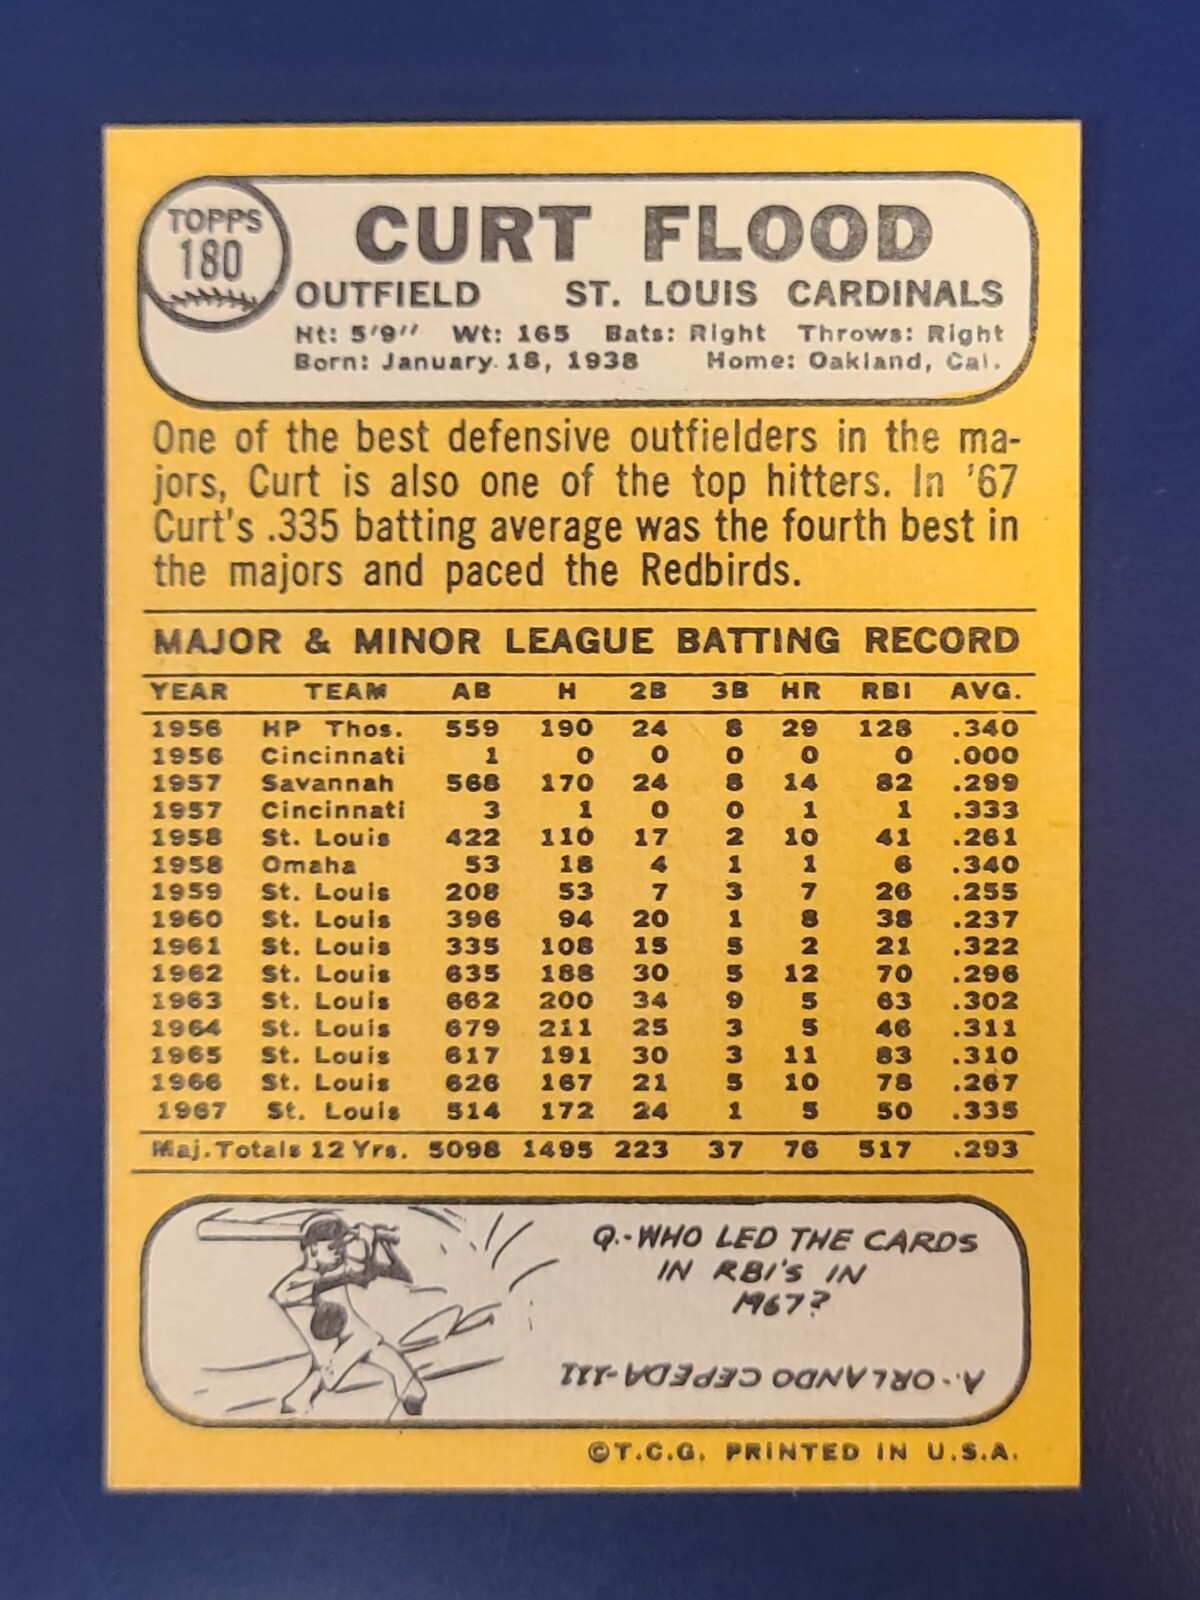 TOPPS
180
CURT FLOOD
OUTFIELD ST. LOUIS CARDINALS
Ht: 5'9" Wt: 165 Bats: Right Throws: Right
Born: January 18, 1938 Home: Oakland, Cal.
One of the best defensive outfielders in the ma-
jors, Curt is also one of the top hitters. In '67
Curt's .335 batting average was the fourth best in
the majors and paced the Redbirds.
MAJOR & MINOR LEAGUE BATTING RECORD
YEAR TEAM AB H 2B 3B HR RBI AVG.
1956 HP Thos. 559 190 24 8 29 128 .340
1956 Cincinnati 1 0 0 0 0 0 .000
1957 Savannah 568 170 24 8 14 82 .299
1957 Cincinnati 3 1 0 0 1 1 .333
1958 St. Louis 422 110 17 2 10 41 .261
1958 Omaha 53 18 4 1 1 6 .340
1959 St. Louis 208 53 7 3 7 26 .255
1960 St. Louis 396 94 20 1 8 38 .237
1961 St. Louis 335 108 15 5 2 21 .322
1962 St. Louis 635 188 30 5 12 70 .296
1963 St. Louis 662 200 34 9 5 63 .302
1964 St. Louis 679 211 25 3 5 46 .311
1965 St. Louis 617 191 30 3 11 83 .310
1966 St. Louis 626 167 21 5 10 78 .267
1967 St. Louis 514 172 24 1 5 50 .335
Maj. Totals 12 Yrs. 5098 1495 223 37 76 517 .293
Q.-WHO LED THE CARDS
IN RBI'S IN
1967?
A.-ORLANDO CEPEDA-111
©T.C.G. PRINTED IN U.S.A.